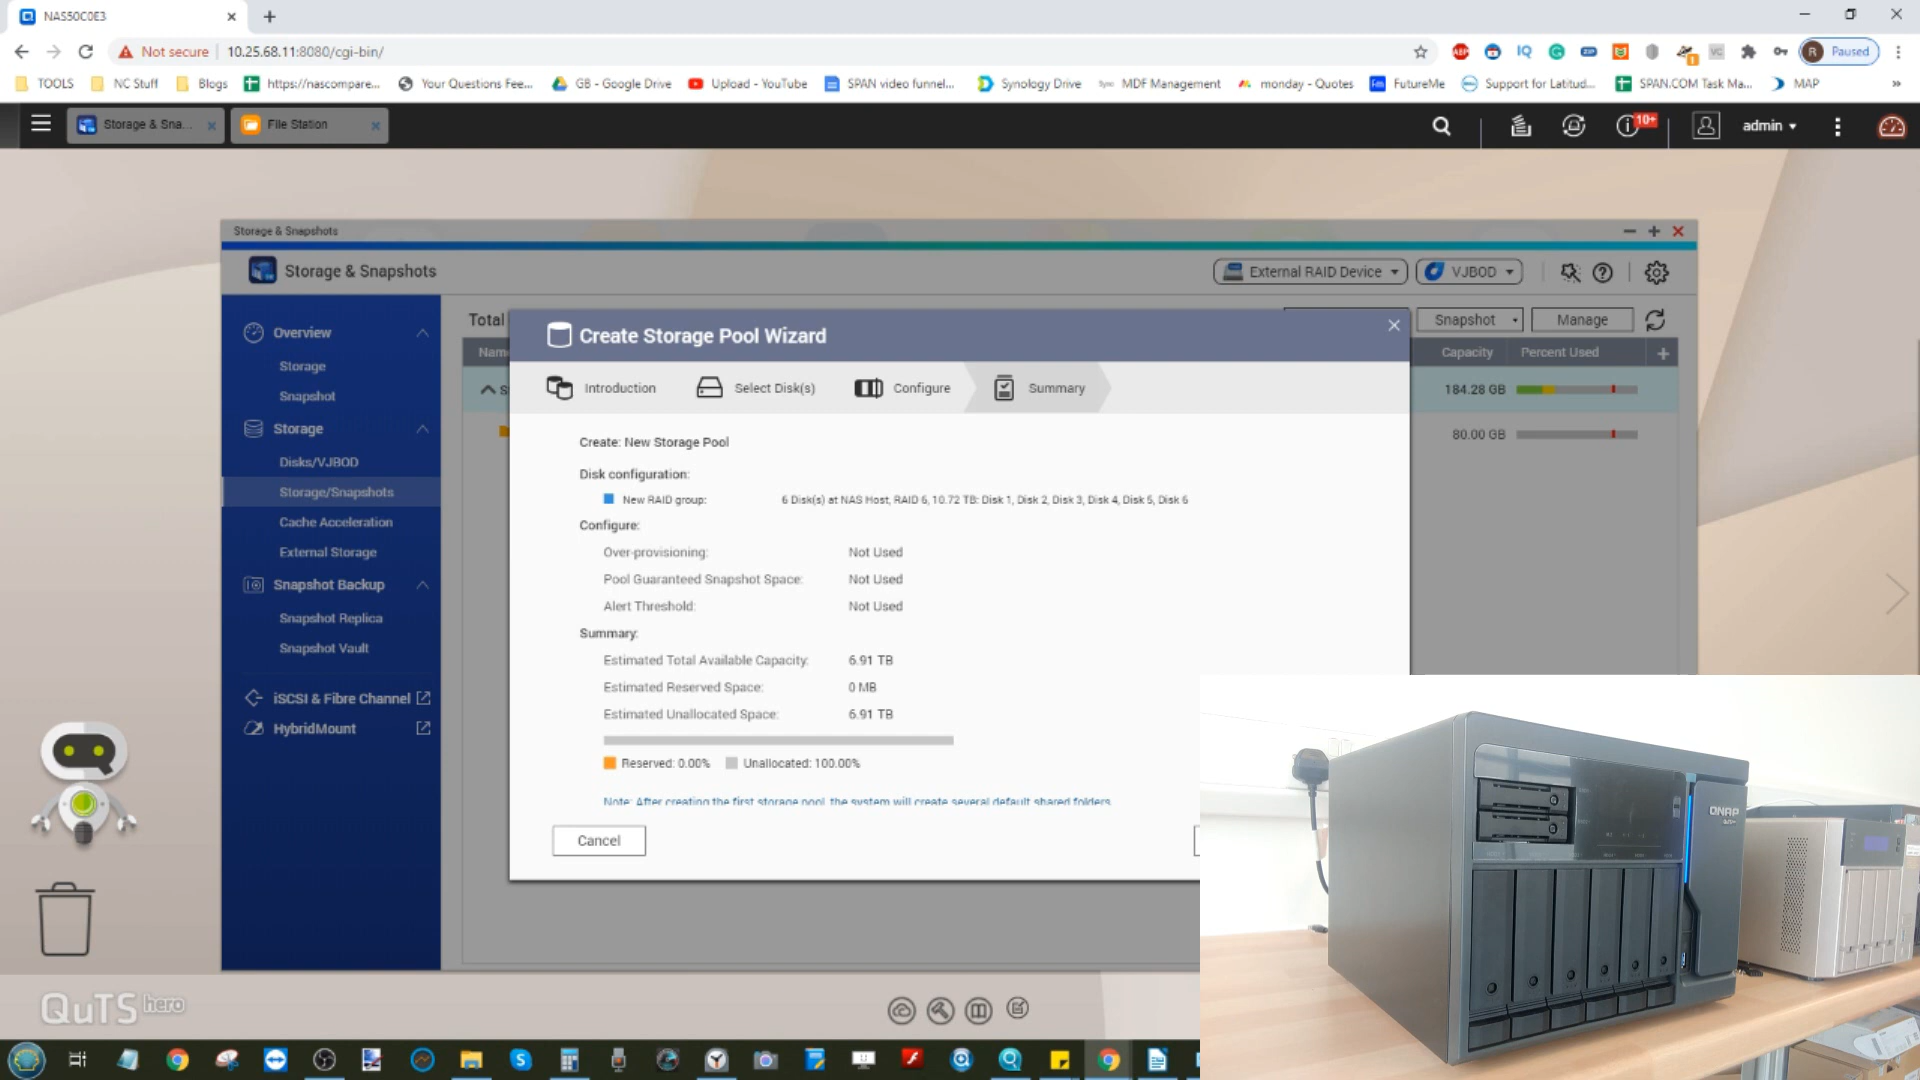 NAS50C0E3
Not secure
10.25.68.11:8080/cgi-bin/
ABP
IQ
ZIP
VC
1
R
Paused
TOOLS
NC Stuff
Blogs
https://nascompare...
Your Questions Fee...
GB - Google Drive
Upload - YouTube
SPAN video funnel...
Synology Drive
MDF Management
monday - Quotes
FutureMe
Support for Latitud...
SPAN.COM Task Ma...
MAP
Storage & Sna...
File Station
10+
admin
Storage & Snapshots
Storage & Snapshots
External RAID Device
VJBOD
Overview
Storage
Snapshot
Storage
Disks/VJBOD
Storage/Snapshots
Cache Acceleration
External Storage
Snapshot Backup
Snapshot Replica
Snapshot Vault
iSCSI & Fibre Channel
HybridMount
Total
Snapshot
Manage
Capacity
Percent Used
184.28 GB
80.00 GB
Create Storage Pool Wizard
Introduction
Select Disk(s)
Configure
Summary
Create: New Storage Pool
Disk configuration:
New RAID group: 6 Disk(s) at NAS Host, RAID 6, 10.72 TB: Disk 1, Disk 2, Disk 3, Disk 4, Disk 5, Disk 6
Configure:
Over-provisioning: Not Used
Pool Guaranteed Snapshot Space: Not Used
Alert Threshold: Not Used
Summary:
Estimated Total Available Capacity: 6.91 TB
Estimated Reserved Space: 0 MB
Estimated Unallocated Space: 6.91 TB
Reserved: 0.00% Unallocated: 100.00%
Note: After creating the first storage pool, the system will create several default shared folders
Cancel
QuTS hero
QNAP